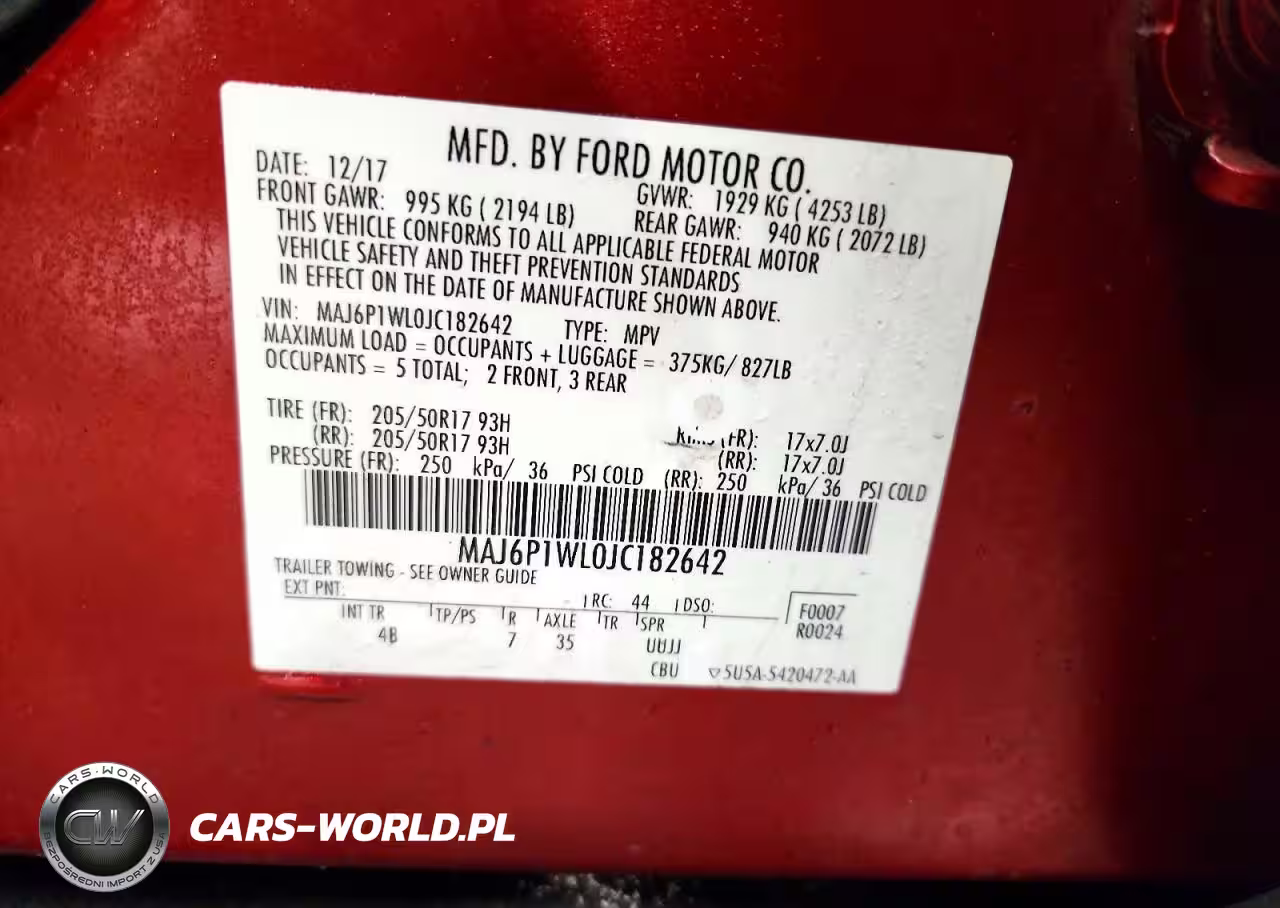 MFD. BY FORD MOTOR CO.
DATE: 12/17 GVWR: 1929 KG ( 4253 LB)
FRONT GAWR: 995 KG ( 2194 LB) REAR GAWR: 940 KG ( 2072 LB)
THIS VEHICLE CONFORMS TO ALL APPLICABLE FEDERAL MOTOR
VEHICLE SAFETY AND THEFT PREVENTION STANDARDS
IN EFFECT ON THE DATE OF MANUFACTURE SHOWN ABOVE.
VIN: MAJ6P1WL0JC182642 TYPE: MPV
MAXIMUM LOAD = OCCUPANTS + LUGGAGE = 375KG/ 827LB
OCCUPANTS = 5 TOTAL; 2 FRONT, 3 REAR
TIRE (FR): 205/50R17 93H (FR): 17x7.0J
(RR): 205/50R17 93H (RR): 17x7.0J
PRESSURE (FR): 250 kPa/ 36 PSI COLD (RR): 250 kPa/ 36 PSI COLD
MAJ6P1WL0JC182642
TRAILER TOWING - SEE OWNER GUIDE
EXT PNT: RC: 44 DSO: F0007
INT TR TP/PS R AXLE TR SPR R0024
4B 7 35 UUJJ
CBU 5U5A-5420472-AA
CARS-WORLD
CW
BEZPOŚREDNI IMPORT Z USA
CARS-WORLD.PL